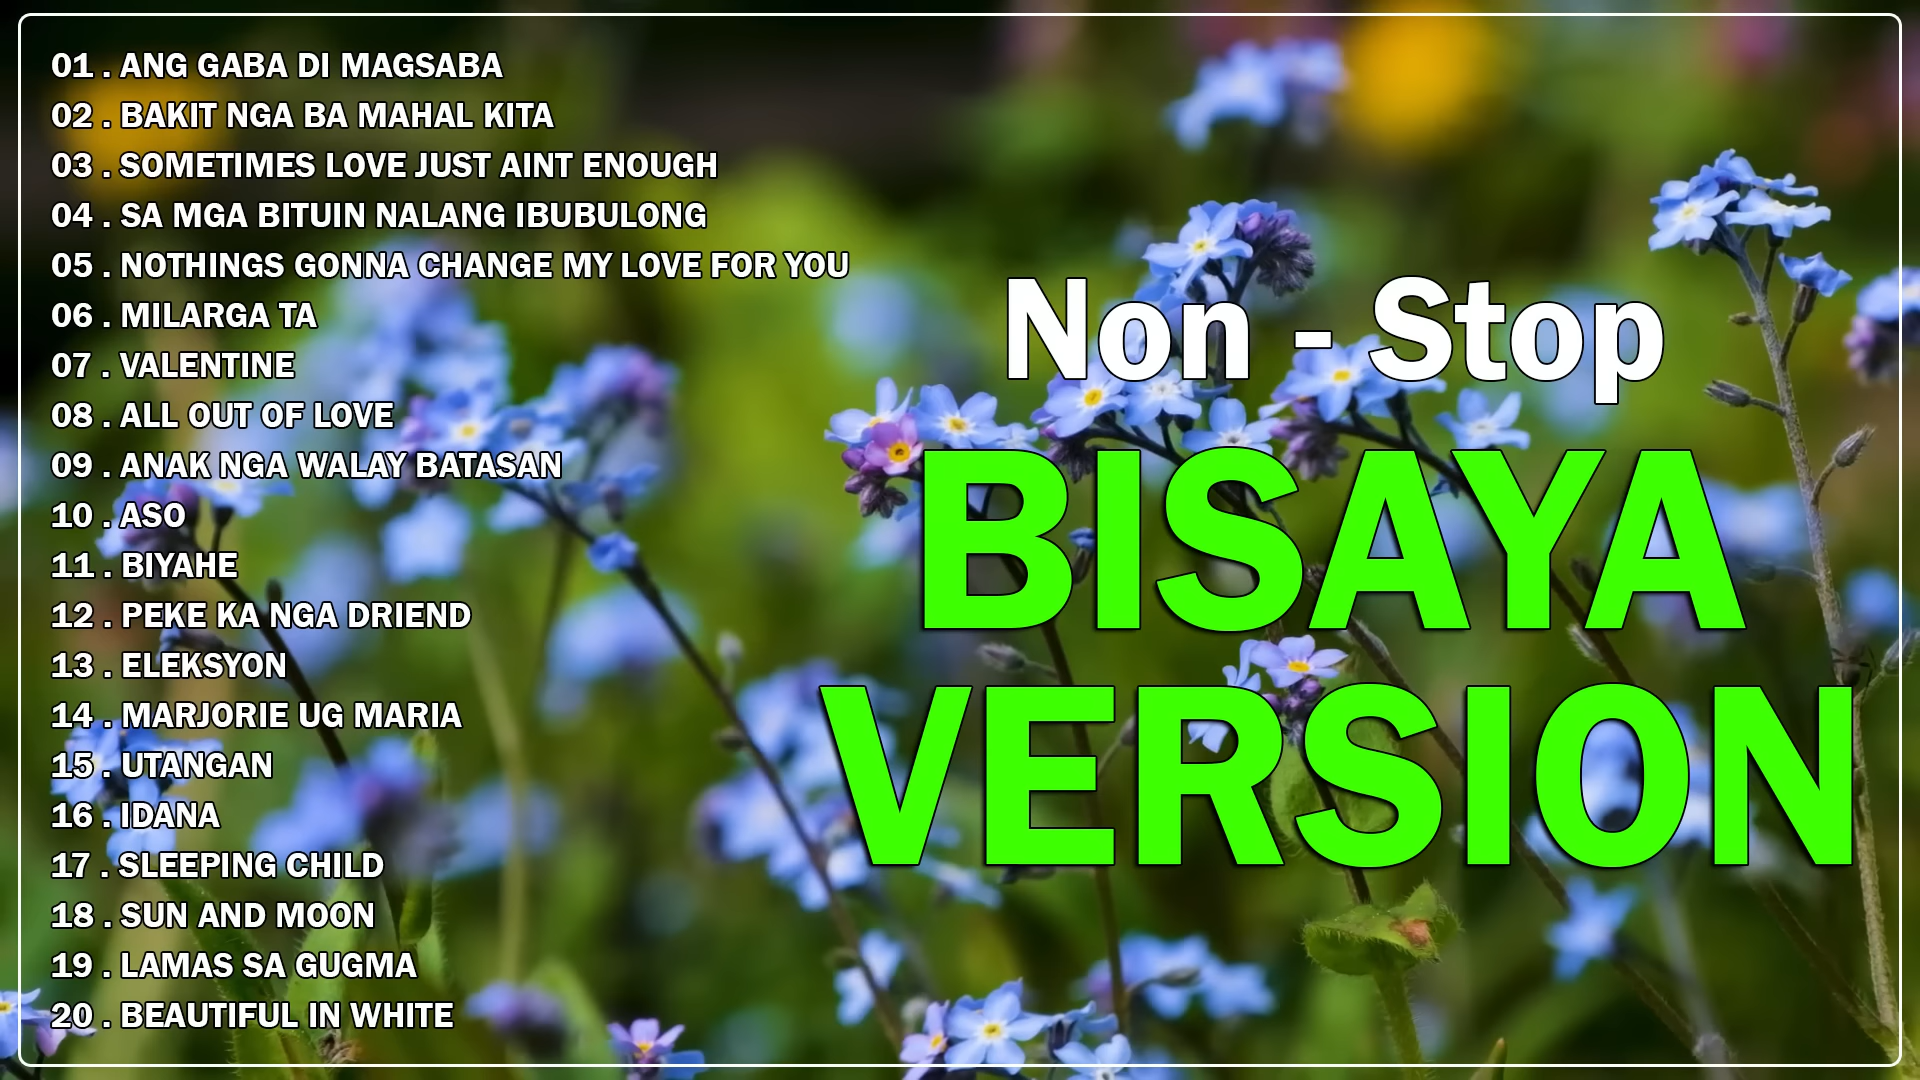 01 . ANG GABA DI MAGSABA
02 . BAKIT NGA BA MAHAL KITA
03 . SOMETIMES LOVE JUST AINT ENOUGH
04 . SA MGA BITUIN NALANG IBUBULONG
05 . NOTHINGS GONNA CHANGE MY LOVE FOR YOU
06 . MILARGA TA
07 . VALENTINE
08 . ALL OUT OF LOVE
09 . ANAK NGA WALAY BATASAN
10 . ASO
11 . BIYAHE
12 . PEKE KA NGA DRIEND
13 . ELEKSYON
14 . MARJORIE UG MARIA
15 . UTANGAN
16 . IDANA
17 . SLEEPING CHILD
18 . SUN AND MOON
19 . LAMAS SA GUGMA
20 . BEAUTIFUL IN WHITE
Non - Stop
BISAYA
VERSION